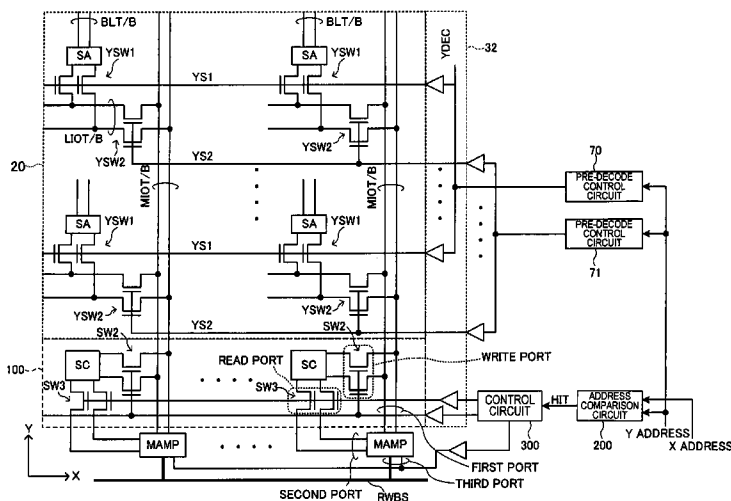 BLT/B
BLT/B
YDEC
32
SA
YSW1
SA
YSW1
YS1
LIOT/B
YSW2
YSW2
YS2
20
MIOT/B
MIOT/B
70
PRE-DECODE
CONTROL
CIRCUIT
PRE-DECODE
CONTROL
CIRCUIT
71
SA
YSW1
SA
YSW1
YS1
YSW2
YSW2
YS2
SW2
SW2
100
SC
READ PORT
SC
WRITE PORT
SW3
SW3
CONTROL
CIRCUIT
300
HIT
ADDRESS
COMPARISON
CIRCUIT
200
Y ADDRESS
X ADDRESS
Y
X
MAMP
MAMP
FIRST PORT
SECOND PORT
THIRD PORT
RWBS